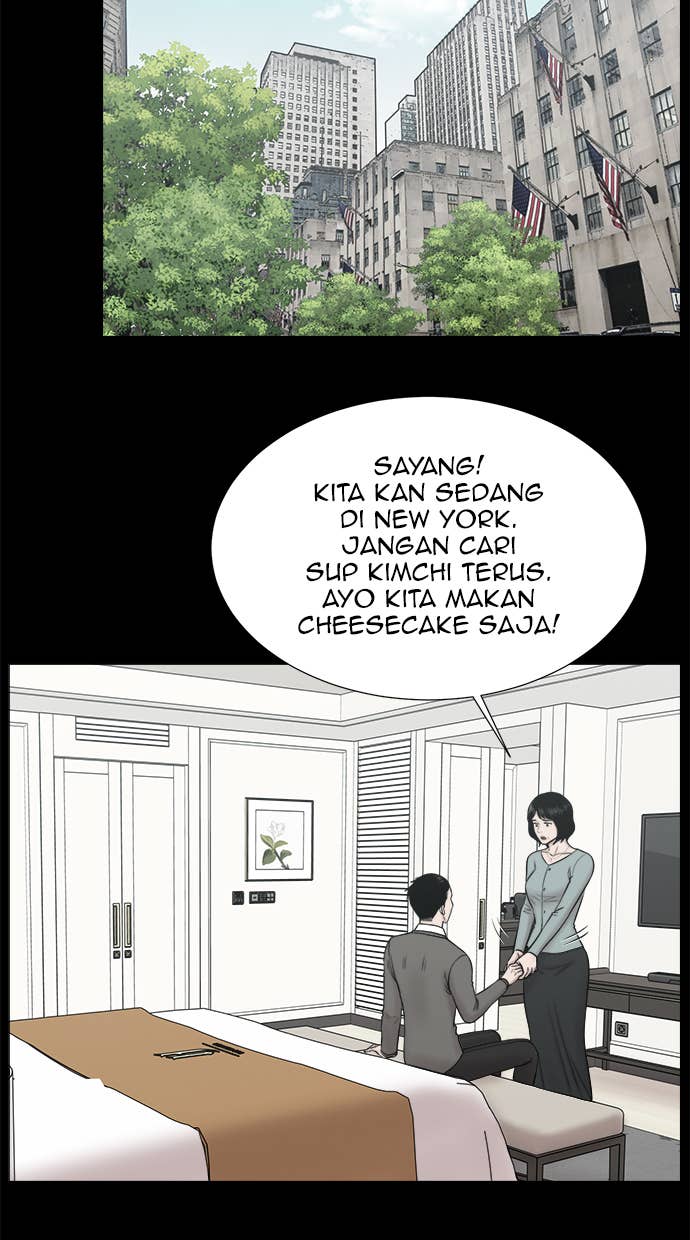 SAYANG!
KITA KAN SEDANG
DI NEW YORK.
JANGAN CARI
SUP KIMCHI TERUS.
AYO KITA MAKAN
CHEESECAKE SAJA!